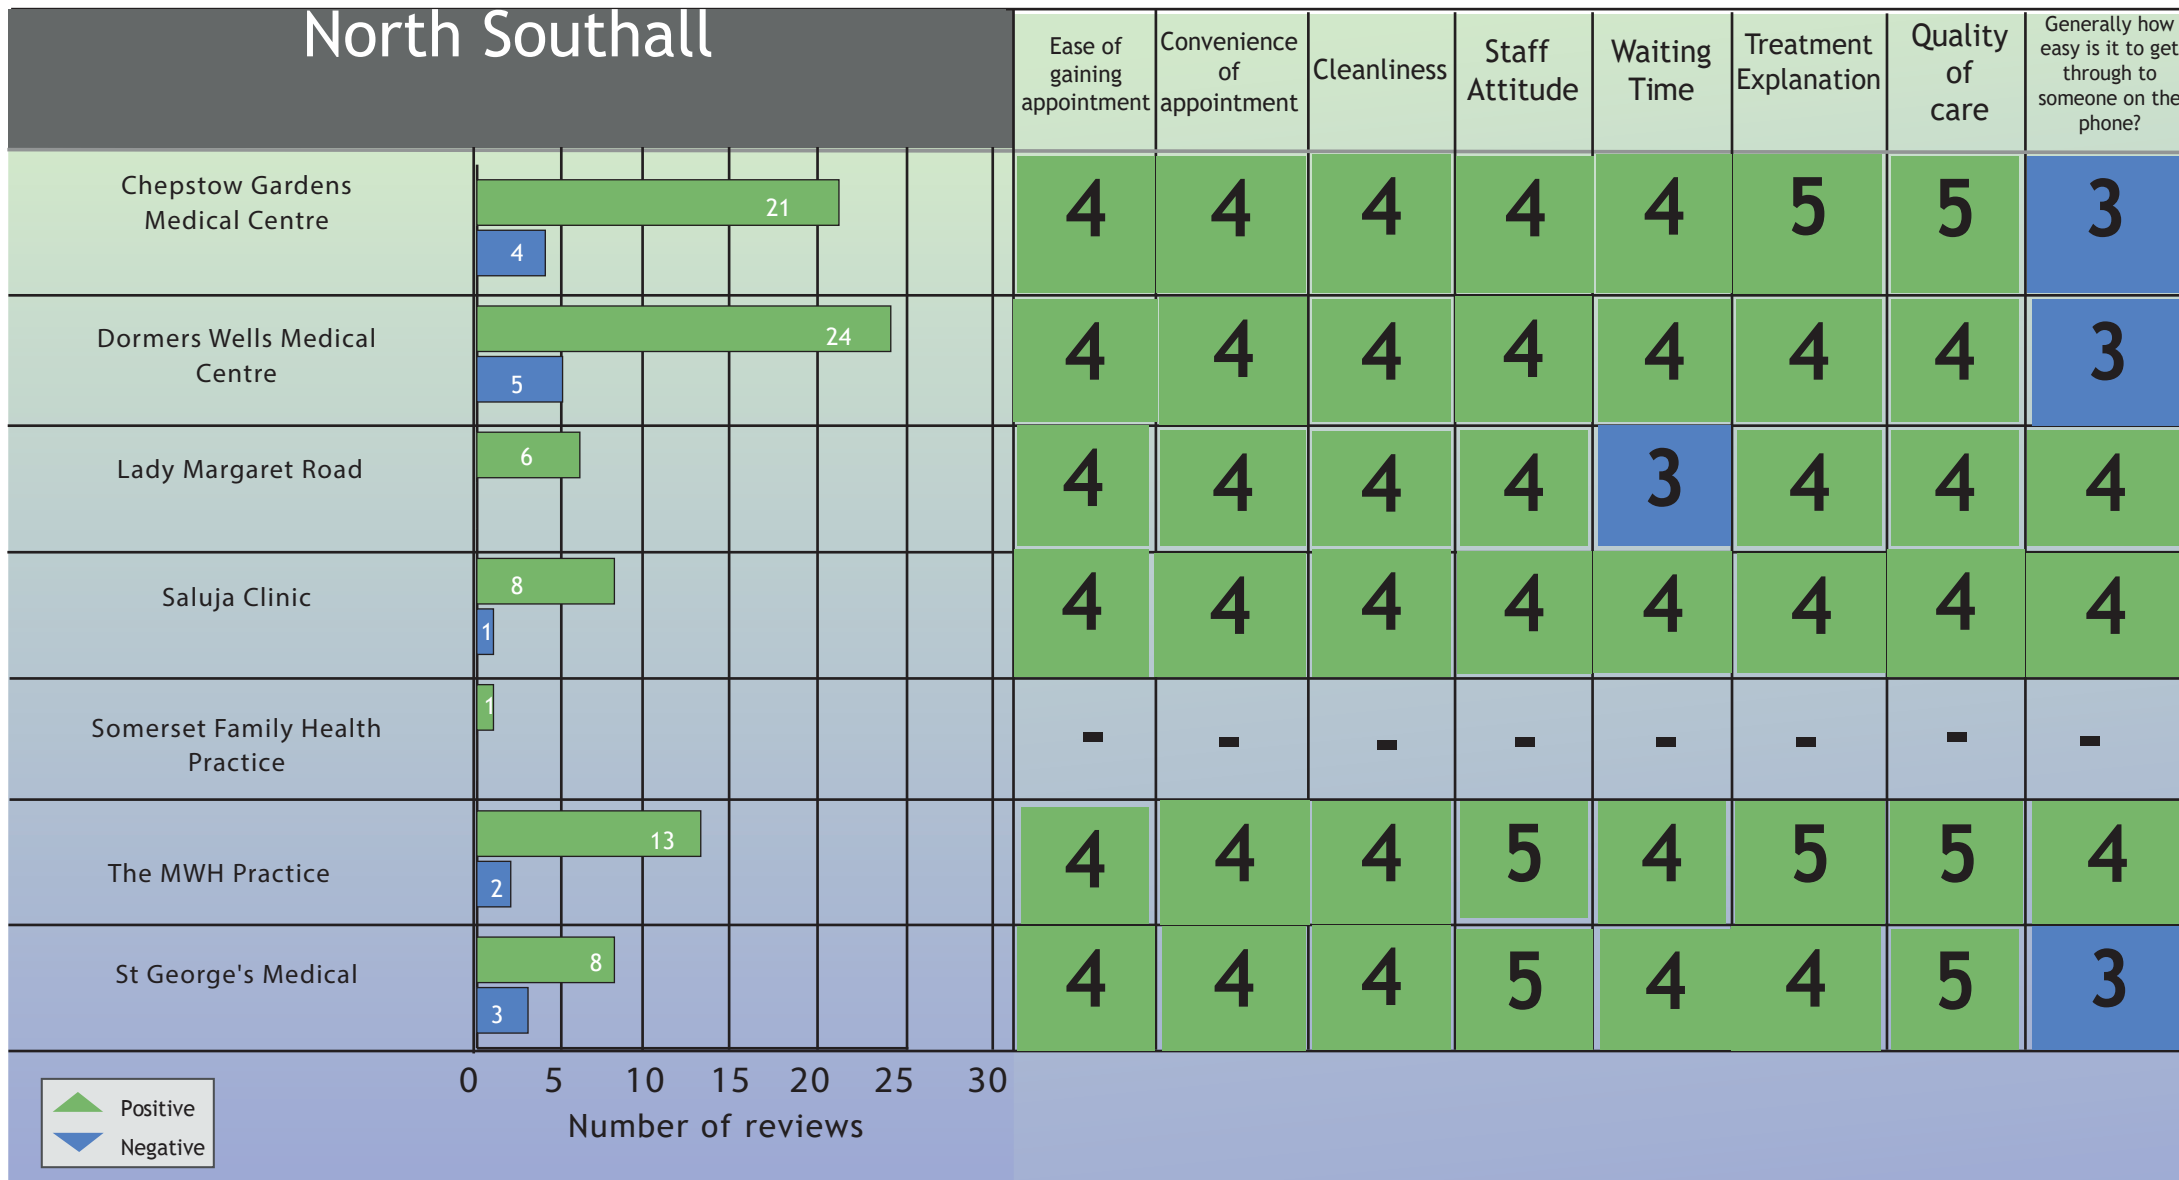 North Southall
Ease of
gaining
appointment
Convenience
of
appointment
Cleanliness
Staff
Attitude
Waiting
Time
Treatment
Explanation
Quality
of
care
Generally how
easy is it to get
through to
someone on the
phone?
Chepstow Gardens
Medical Centre
21
4
4 4 4 4 4 5 5 3
Dormers Wells Medical
Centre
24
5
4 4 4 4 4 4 4 3
Lady Margaret Road
6
4 4 4 4 3 4 4 4
Saluja Clinic
8
1
4 4 4 4 4 4 4 4
Somerset Family Health
Practice
1
- - - - - - - -
The MWH Practice
13
2
4 4 4 5 4 5 5 4
St George's Medical
8
3
4 4 4 5 4 4 5 3
0 5 10 15 20 25 30
Number of reviews
Positive
Negative